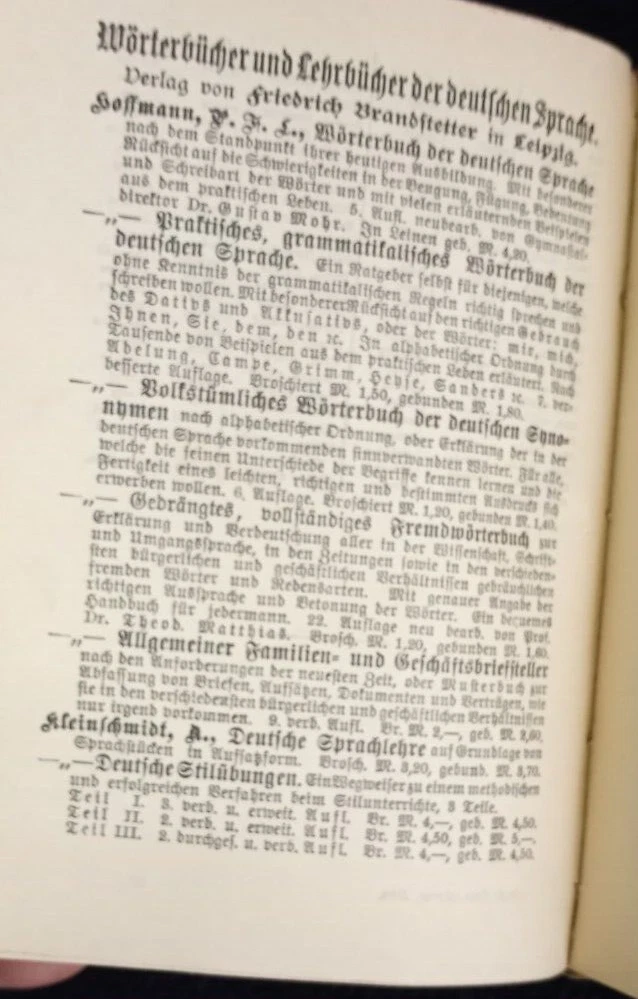 Wörterbücher und Lehrbücher der deutschen Sprache.
Verlag von Friedrich Brandstetter in Leipzig.
Hoffmann, P. F. L., Wörterbuch der deutschen Sprache
nach dem Standpunkt ihrer heutigen Ausbildung. Mit besonderer
Rücksicht auf die Schwierigkeiten in der Beugung, Fügung, Bedeutung
und Schreibart der Wörter und mit vielen erläuternden Beispielen
aus dem praktischen Leben. 5. Aufl. neubearb. von Gymnasial-
direktor Dr. Gustav Mohr. In Leinen geb. M. 4,20.
—„— Praktisches, grammatikalisches Wörterbuch der
deutschen Sprache. Ein Ratgeber selbst für diejenigen, welche
ohne Kenntnis der grammatikalischen Regeln richtig sprechen und
schreiben wollen. Mit besonderer Rücksicht auf den richtigen Gebrauch
des Dativs und Akkusativs, oder der Wörter: mir, mich,
Ihnen, Sie, dem, den ꝛc. In alphabetischer Ordnung durch
Tausende von Beispielen aus dem praktischen Leben erläutert. Nach
Adelung, Campe, Grimm, Heyse, Sanders ꝛc. 7. ver-
besserte Auflage. Broschiert M. 1,50, gebunden M. 1,80.
—„— Volkstümliches Wörterbuch der deutschen Syno-
nymen nach alphabetischer Ordnung, oder Erklärung der in der
deutschen Sprache vorkommenden sinnverwandten Wörter. Für alle,
welche die feinen Unterschiede der Begriffe kennen lernen und die
Fertigkeit eines leichten, richtigen und bestimmten Ausdrucks sich
erwerben wollen. 6. Auflage. Broschiert M. 1,20, gebunden M. 1,40.
—„— Gedrängtes, vollständiges Fremdwörterbuch zur
Erklärung und Verdeutschung aller in der Wissenschaft, Schrift-
und Umgangssprache, in den Zeitungen sowie in den verschieden-
sten bürgerlichen und geschäftlichen Verhältnissen gebräuchlichen
fremden Wörter und Redensarten. Mit genauer Angabe der
richtigen Aussprache und Betonung der Wörter. Ein bequemes
Handbuch für jedermann. 22. Auflage neu bearb. von Prof.
Dr. Theod. Matthias. Brosch. M. 1,20, gebunden M. 1,60.
—„— Allgemeiner Familien- und Geschäftsbriefsteller
nach den Anforderungen der neuesten Zeit, oder Musterbuch zur
Abfassung von Briefen, Aufsätzen, Dokumenten und Verträgen, wie
sie in den verschiedensten bürgerlichen und geschäftlichen Verhältnissen
nur irgend vorkommen. 9. verb. Aufl. Br. M. 2,—, geb. M. 2,60.
Kleinschmidt, A., Deutsche Sprachlehre auf Grundlage von
Sprachstücken in Aufsatzform. Brosch. M. 3,20, gebund. M. 3,70.
—„— Deutsche Stilübungen. Ein Wegweiser zu einem methodischen
und erfolgreichen Verfahren beim Stilunterrichte, 3 Teile.
Teil I. 3. verb. u. erweit. Aufl. Br. M. 4,—, geb. M. 4,50.
Teil II. 2. verb. u. erweit. Aufl. Br. M. 4,50, geb. M. 5,—.
Teil III. 2. durchges. u. verb. Aufl. Br. M. 4,—, geb. M. 4,50.